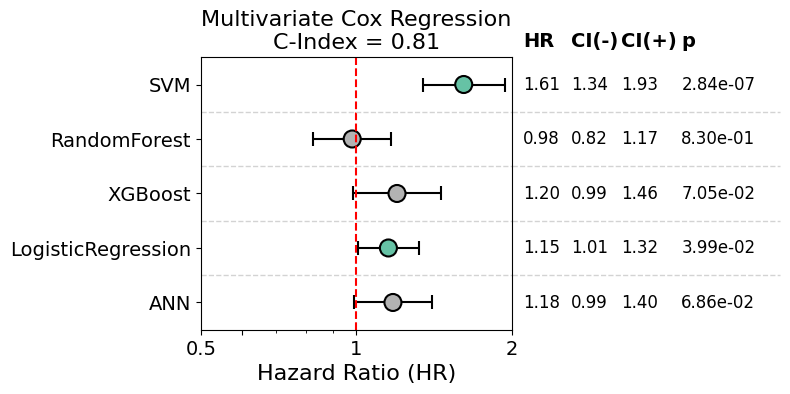 Multivariate Cox Regression
C-Index = 0.81
HR CI(-) CI(+) p
SVM 1.61 1.34 1.93 2.84e-07
RandomForest 0.98 0.82 1.17 8.30e-01
XGBoost 1.20 0.99 1.46 7.05e-02
LogisticRegression 1.15 1.01 1.32 3.99e-02
ANN 1.18 0.99 1.40 6.86e-02
0.5 1 2
Hazard Ratio (HR)